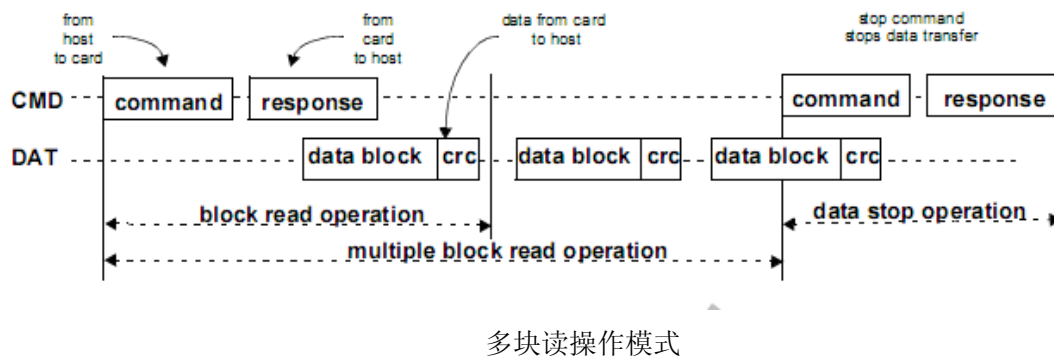 from
host
to card
from
card
to host
data from card
to host
stop command
stops data transfer
CMD command response command response
DAT data block crc data block crc data block crc
block read operation data stop operation
multiple block read operation
多块读操作模式